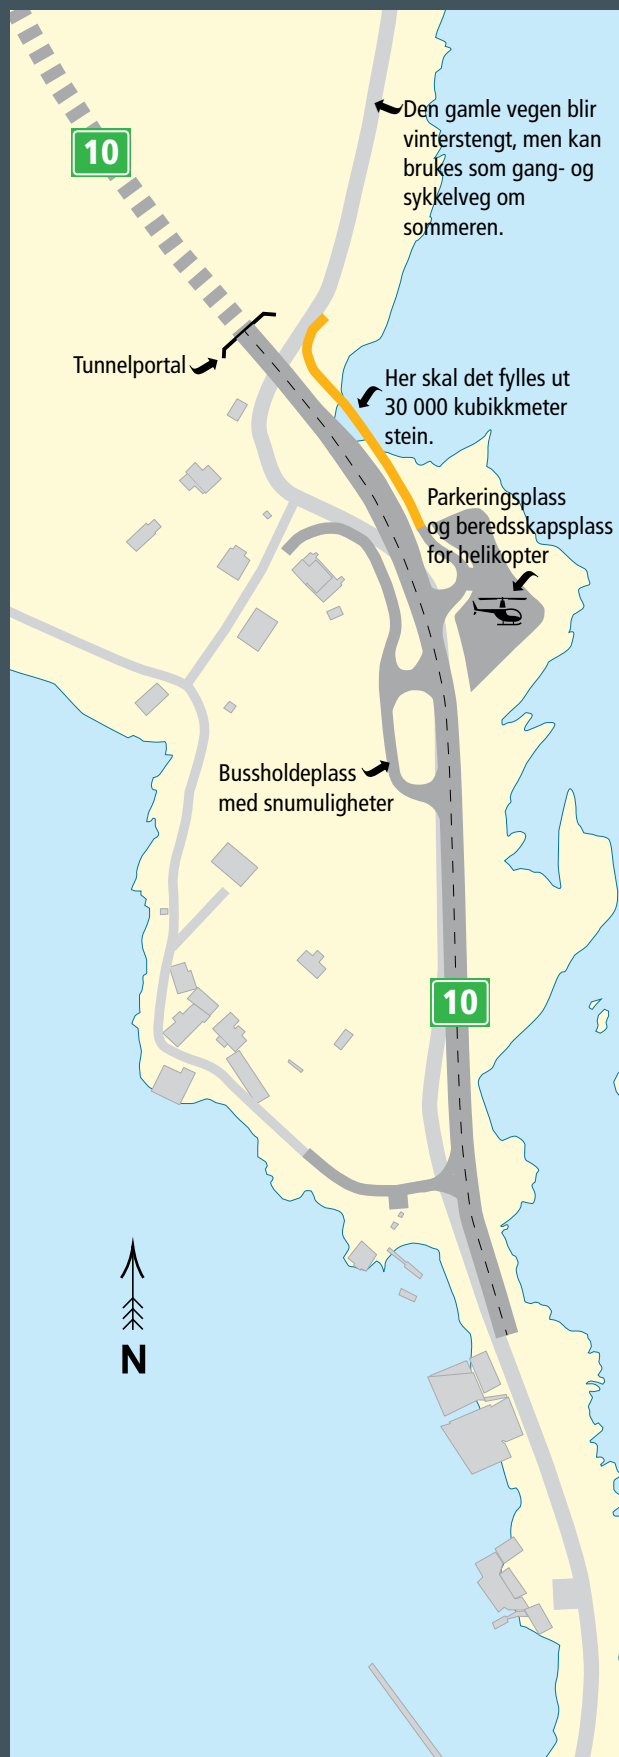 Den gamle vegen blir
vinterstengt, men kan
brukes som gang- og
sykkelveg om
sommeren.
10
Tunnelportal
Her skal det fylles ut
30 000 kubikkmeter
stein.
Parkeringsplass
og beredsskapsplass
for helikopter
Bussholdeplass
med snumuligheter
10
N